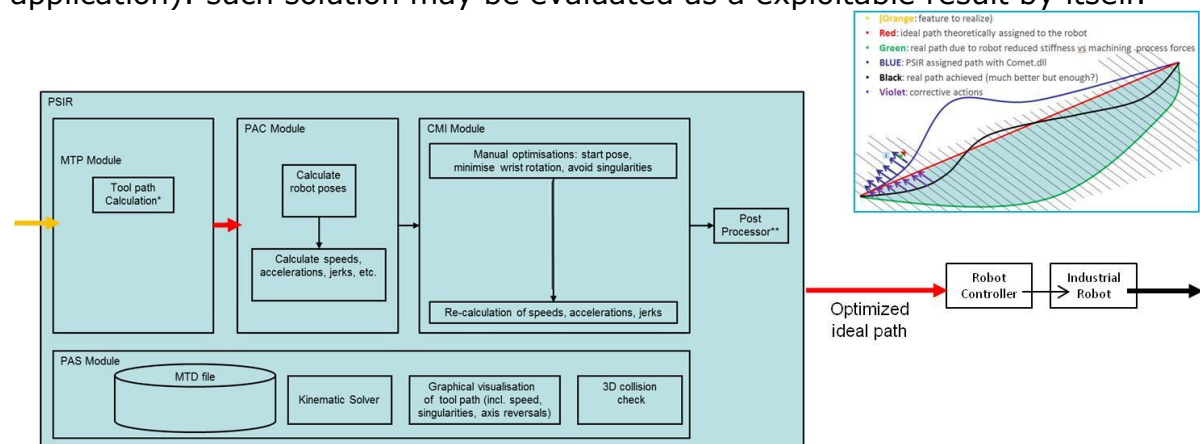 application): such solution may be evaluated as a exploitable result by itself.
(Orange: feature to realize)
Red: ideal path theoretically assigned to the robot
Green: real path due to robot reduced stiffness vs machining process forces
BLUE: PSIR assigned path with Comet.dll
Black: real path achieved (much better but enough?)
Violet: corrective actions
PSIR
MTP Module
Tool path
Calculation*
PAC Module
Calculate
robot poses
Calculate speeds,
accelerations, jerks, etc.
CMI Module
Manual optimisations: start pose,
minimise wrist rotation, avoid singularities
Re-calculation of speeds, accelerations, jerks
Post
Processor**
Optimized
ideal path
Robot
Controller
Industrial
Robot
PAS Module
MTD file
Kinematic Solver
Graphical visualisation
of tool path (incl. speed,
singularities, axis reversals)
3D collision
check